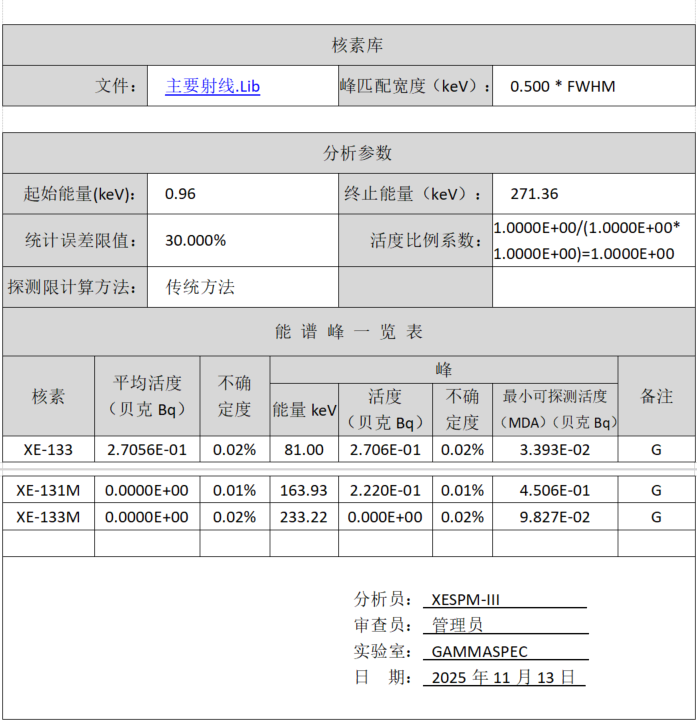 核素库
文件： 主要射线.Lib 峰匹配宽度（keV）: 0.500 * FWHM
分析参数
起始能量(keV): 0.96 终止能量（keV）: 271.36
统计误差限值: 30.000% 活度比例系数: 1.0000E+00/(1.0000E+00*
1.0000E+00)=1.0000E+00
探测限计算方法: 传统方法
能 谱 峰 一 览 表
核素 平均活度（贝克 Bq） 不确定度 峰 备注
能量 keV 活度（贝克 Bq） 不确定度 最小可探测活度（MDA）（贝克 Bq）
XE-133 2.7056E-01 0.02% 81.00 2.706E-01 0.02% 3.393E-02 G
XE-131M 0.0000E+00 0.01% 163.93 2.220E-01 0.01% 4.506E-01 G
XE-133M 0.0000E+00 0.02% 233.22 0.000E+00 0.02% 9.827E-02 G
分析员: XESPM-III
审查员: 管理员
实验室: GAMMASPEC
日 期: 2025 年 11 月 13 日